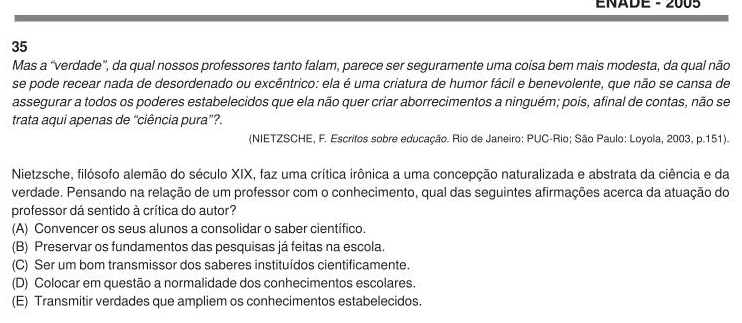 ENADE - 2005
35
Mas a “verdade”, da qual nossos professores tanto falam, parece ser seguramente uma coisa bem mais modesta, da qual não
se pode recear nada de desordenado ou excêntrico: ela é uma criatura de humor fácil e benevolente, que não se cansa de
assegurar a todos os poderes estabelecidos que ela não quer criar aborrecimentos a ninguém; pois, afinal de contas, não se
trata aqui apenas de “ciência pura”?.
(NIETZSCHE, F. Escritos sobre educação. Rio de Janeiro: PUC-Rio; São Paulo: Loyola, 2003, p.151).
Nietzsche, filósofo alemão do século XIX, faz uma crítica irônica a uma concepção naturalizada e abstrata da ciência e da
verdade. Pensando na relação de um professor com o conhecimento, qual das seguintes afirmações acerca da atuação do
professor dá sentido à crítica do autor?
(A) Convencer os seus alunos a consolidar o saber científico.
(B) Preservar os fundamentos das pesquisas já feitas na escola.
(C) Ser um bom transmissor dos saberes instituídos cientificamente.
(D) Colocar em questão a normalidade dos conhecimentos escolares.
(E) Transmitir verdades que ampliem os conhecimentos estabelecidos.